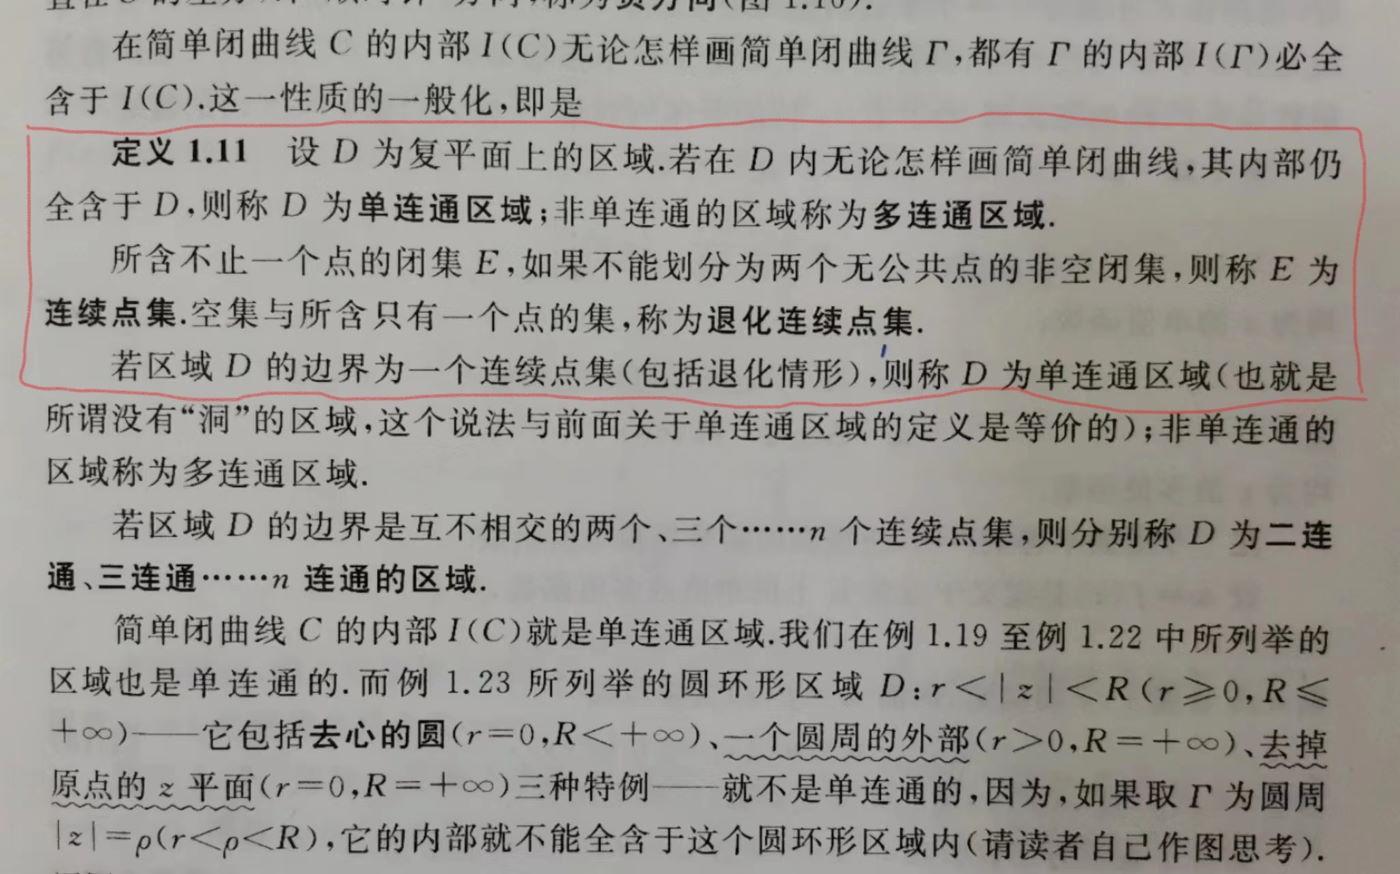 在简单闭曲线 C 的内部 I(C)无论怎样画简单闭曲线 Γ,都有 Γ 的内部 I(Γ)必全
含于 I(C).这一性质的一般化,即是
定义 1.11 设 D 为复平面上的区域.若在 D 内无论怎样画简单闭曲线,其内部仍
全含于 D,则称 D 为单连通区域;非单连通的区域称为多连通区域.
所含不止一个点的闭集 E,如果不能划分为两个无公共点的非空闭集,则称 E 为
连续点集.空集与所含只有一个点的集,称为退化连续点集.
若区域 D 的边界为一个连续点集(包括退化情形),则称 D 为单连通区域(也就是
所谓没有“洞”的区域,这个说法与前面关于单连通区域的定义是等价的);非单连通的
区域称为多连通区域.
若区域 D 的边界是互不相交的两个、三个……n 个连续点集,则分别称 D 为二连
通、三连通……n 连通的区域.
简单闭曲线 C 的内部 I(C)就是单连通区域.我们在例 1.19 至例 1.22 中所列举的
区域也是单连通的.而例 1.23 所列举的圆环形区域 D:r<|z|<R(r≥0,R≤
+∞)——它包括去心的圆(r=0,R<+∞)、一个圆周的外部(r>0,R=+∞)、去掉
原点的 z 平面(r=0,R=+∞)三种特例——就不是单连通的,因为,如果取 Γ 为圆周
|z|=ρ(r<ρ<R),它的内部就不能全含于这个圆环形区域内(请读者自己作图思考).